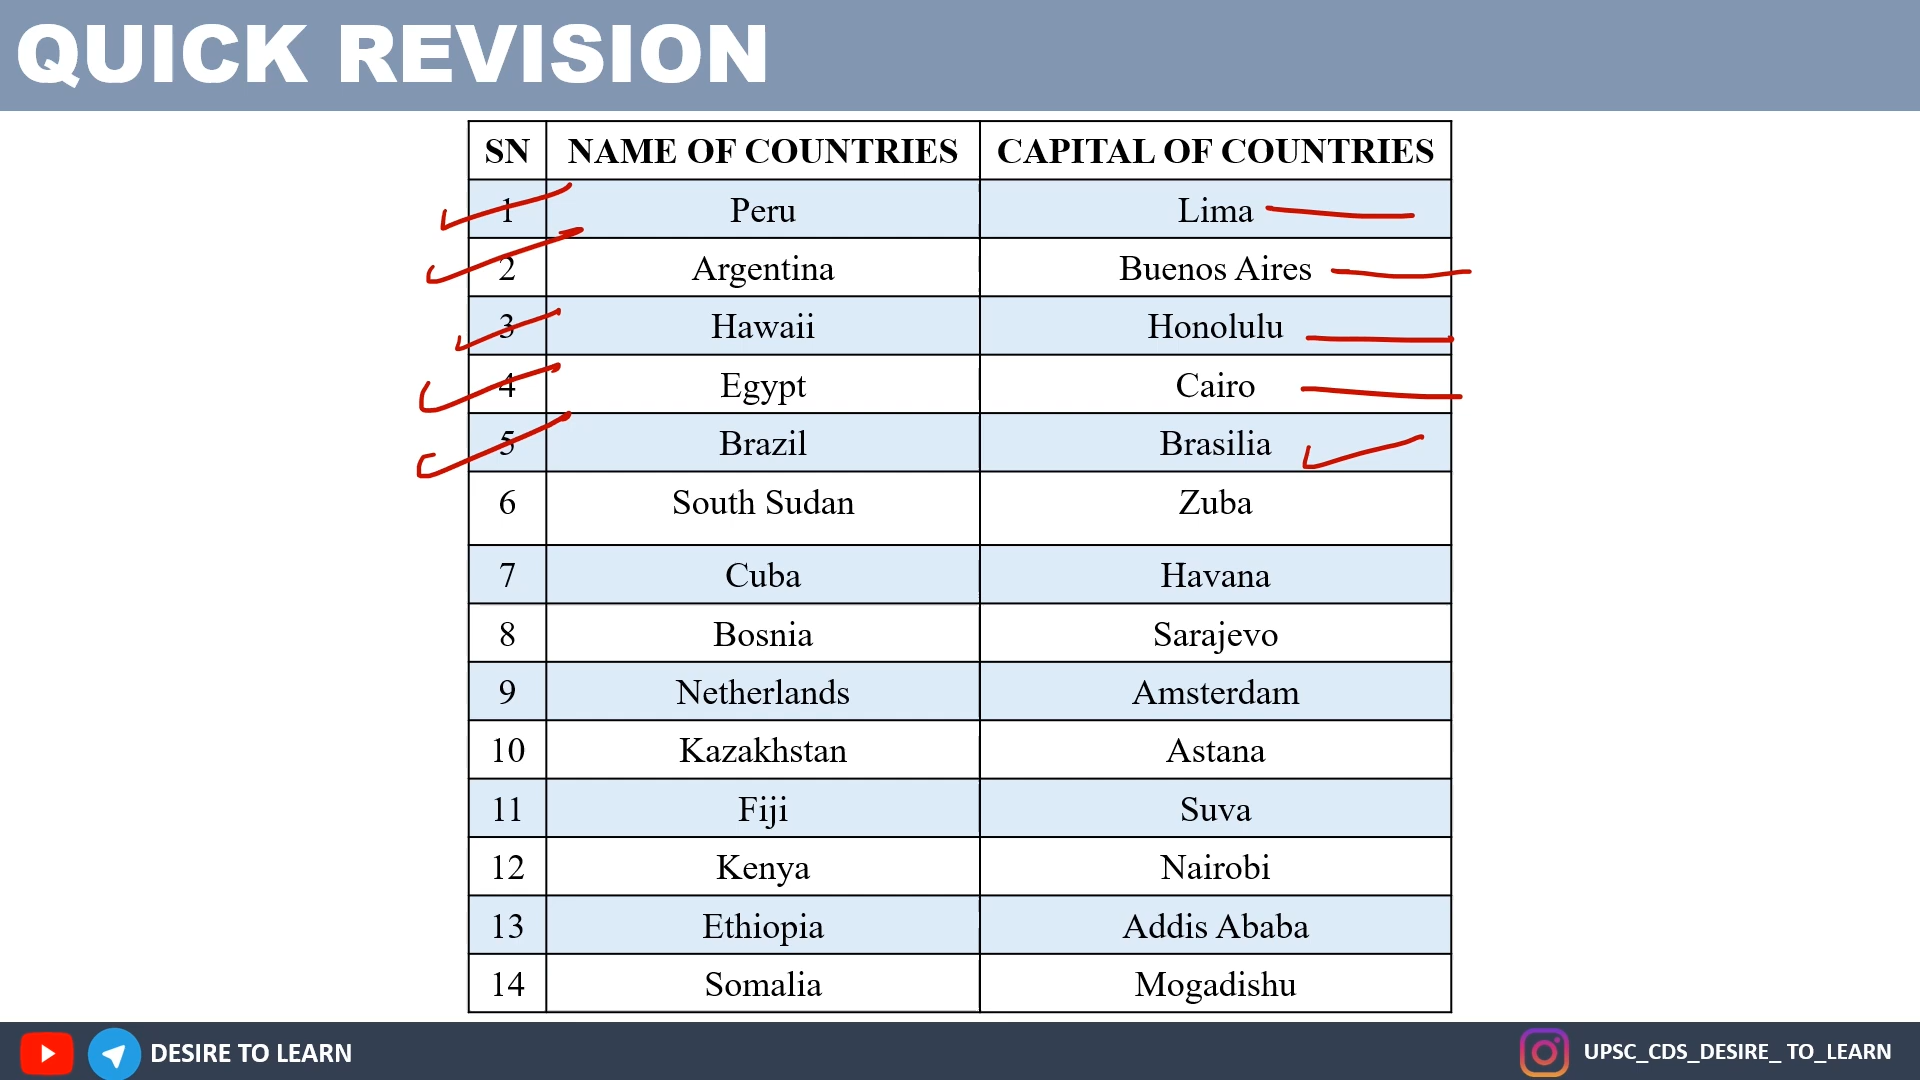 QUICK REVISION
SN NAME OF COUNTRIES CAPITAL OF COUNTRIES
1 Peru Lima
2 Argentina Buenos Aires
3 Hawaii Honolulu
4 Egypt Cairo
5 Brazil Brasilia
6 South Sudan Zuba
7 Cuba Havana
8 Bosnia Sarajevo
9 Netherlands Amsterdam
10 Kazakhstan Astana
11 Fiji Suva
12 Kenya Nairobi
13 Ethiopia Addis Ababa
14 Somalia Mogadishu
DESIRE TO LEARN UPSC_CDS_DESIRE_ TO_LEARN